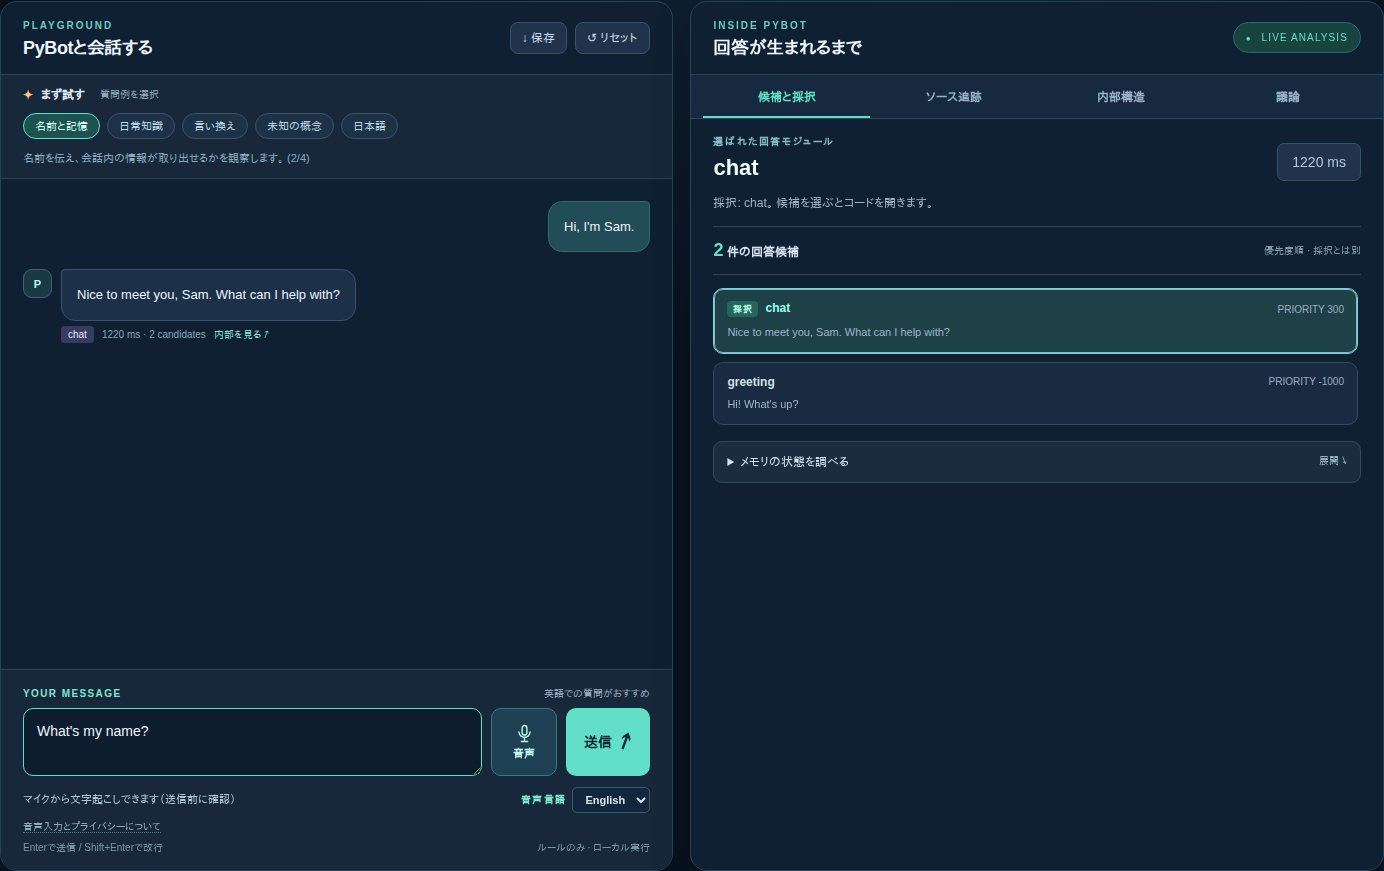 PLAYGROUND
PyBotと会話する
↓ 保存
↺ リセット
✦ まず試す 質問例を選択
名前と記憶
日常知識
言い換え
未知の概念
日本語
名前を伝え、会話内の情報が取り出せるかを観察します。(2/4)
Hi, I'm Sam.
P
Nice to meet you, Sam. What can I help with?
chat 1220 ms · 2 candidates 内部を見る↗
YOUR MESSAGE
英語での質問がおすすめ
What's my name?
音声
送信 ↗
マイクから文字起こしできます（送信前に確認）
音声言語 English
音声入力とプライバシーについて
Enterで送信 / Shift+Enterで改行
ルールのみ · ローカル実行
INSIDE PYBOT
回答が生まれるまで
• LIVE ANALYSIS
候補と採択
ソース追跡
内部構造
議論
選ばれた回答モジュール
chat
1220 ms
採択: chat。候補を選ぶとコードを開きます。
2 件の回答候補
優先度順 · 採択とは別
採択 chat
PRIORITY 300
Nice to meet you, Sam. What can I help with?
greeting
PRIORITY -1000
Hi! What's up?
▶ メモリの状態を調べる
展開 ↘